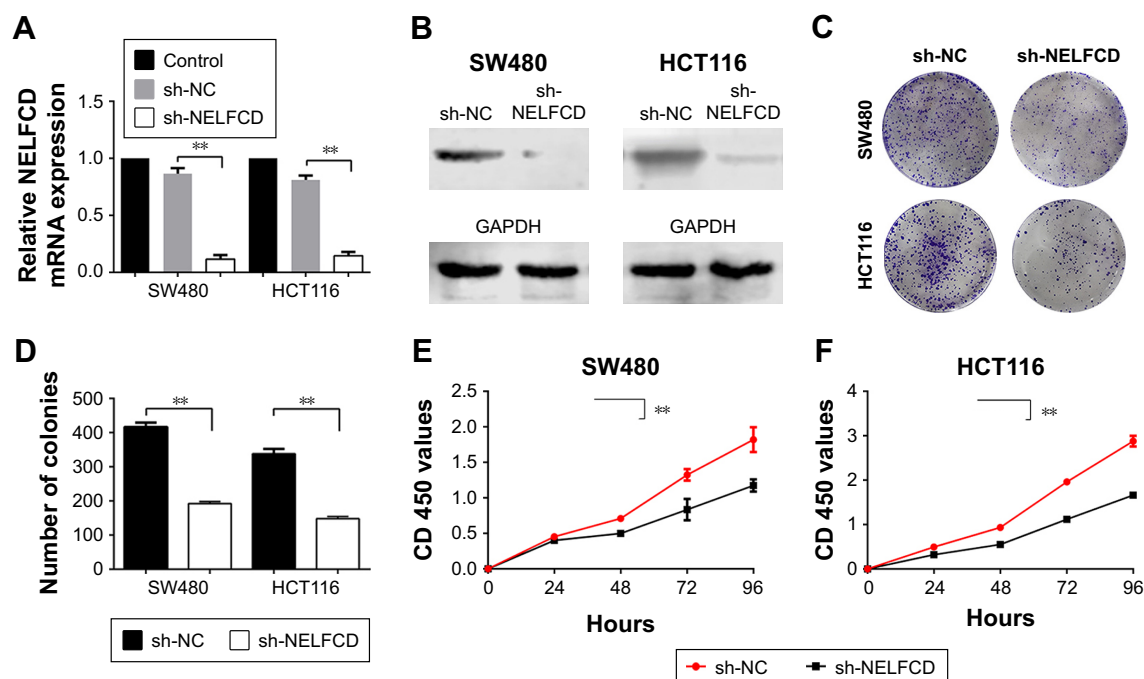 A
Control
sh-NC
sh-NELFCD
Relative NELFCD
mRNA expression
1.5
1.0
0.5
0.0
**
**
SW480
HCT116
B
SW480
HCT116
sh-NC
sh-
NELFCD
sh-NC
sh-
NELFCD
GAPDH
GAPDH
C
sh-NC
sh-NELFCD
SW480
HCT116
D
Number of colonies
500
400
300
200
100
0
**
**
SW480
HCT116
sh-NC
sh-NELFCD
E
SW480
CD 450 values
2.5
2.0
1.5
1.0
0.5
0.0
**
0
24
48
72
96
Hours
F
HCT116
CD 450 values
4
3
2
1
0
**
0
24
48
72
96
Hours
sh-NC
sh-NELFCD